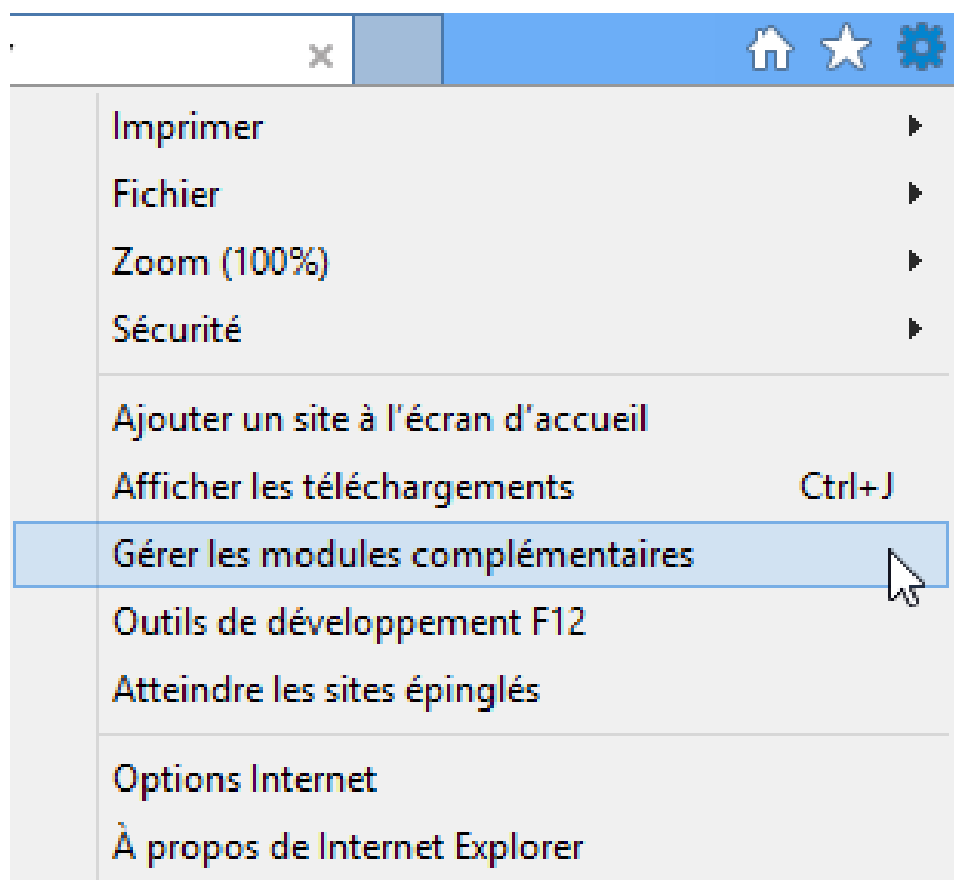 Imprimer
Fichier
Zoom (100%)
Sécurité
Ajouter un site à l'écran d'accueil
Afficher les téléchargements Ctrl+J
Gérer les modules complémentaires
Outils de développement F12
Atteindre les sites épinglés
Options Internet
À propos de Internet Explorer